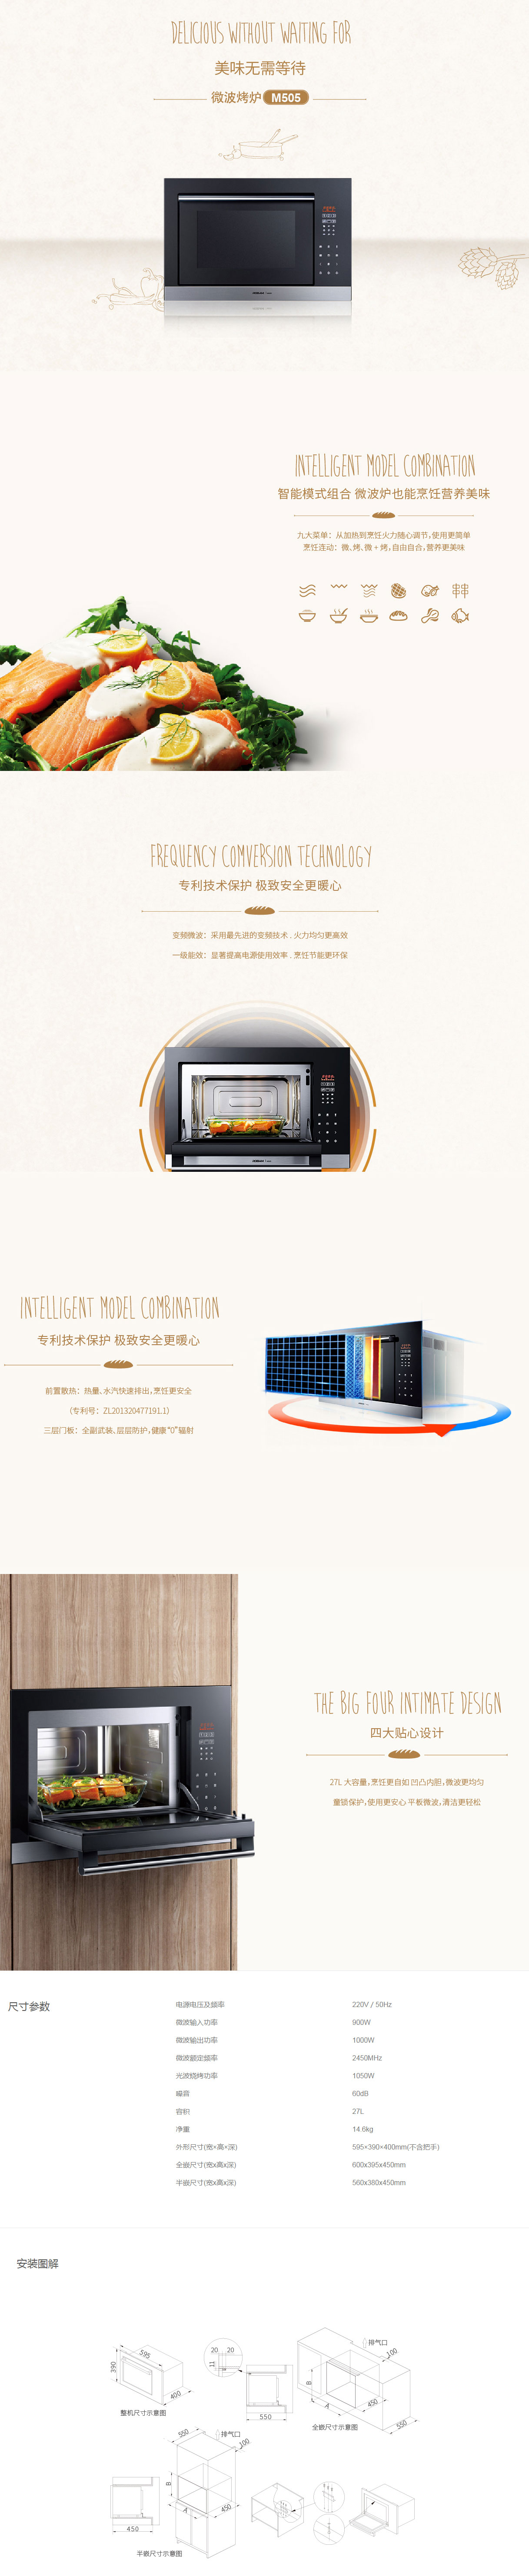 DELICIOUS WITHOUT WAITING FOR
美味无需等待
微波烤炉 M505
INTELLIGENT MODEL COMBINATION
智能模式组合 微波炉也能烹饪营养美味
九大菜单：从加热到烹饪火力随心调节,使用更简单
烹饪连动：微、烤、微 + 烤,自由自合,营养更美味
FREQUENCY COMVERSION TECHNOLOGY
专利技术保护 极致安全更暖心
变频微波：采用最先进的变频技术 . 火力均匀更高效
一级能效：显著提高电源使用效率 . 烹饪节能更环保
INTELLIGENT MODEL COMBINATION
专利技术保护 极致安全更暖心
前置散热：热量、水汽快速排出,烹饪更安全
（专利号：ZL201320477191.1）
三层门板：全副武装、层层防护,健康“0”辐射
THE BIG FOUR INTIMATE DESIGN
四大贴心设计
27L 大容量,烹饪更自如 凹凸内胆,微波更均匀
童锁保护,使用更安心 平板微波,清洁更轻松
尺寸参数
电源电压及频率 220V / 50Hz
微波输入功率 900W
微波输出功率 1000W
微波额定频率 2450MHz
光波烧烤功率 1050W
噪音 60dB
容积 27L
净重 14.6kg
外形尺寸(宽×高×深) 595×390×400mm(不含把手)
全嵌尺寸(宽x高x深) 600x395x450mm
半嵌尺寸(宽x高x深) 560x380x450mm
安装图解
595
390
400
整机尺寸示意图
20 20
11
550
排气口
100
B
A
450
550
全嵌尺寸示意图
450
550
排气口
100
B
A
450
半嵌尺寸示意图